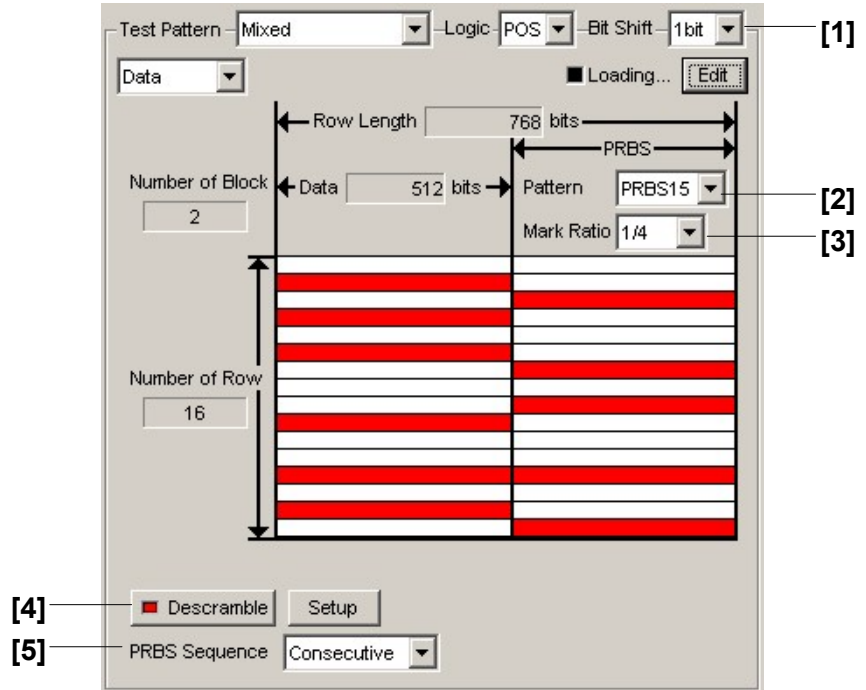 Test Pattern Mixed Logic POS Bit Shift 1bit [1]
Data Loading... Edit
Row Length 768 bits
PRBS
Number of Block Data 512 bits Pattern PRBS15 [2]
2
Mark Ratio 1/4 [3]
Number of Row
16
[4] Descramble Setup
[5] PRBS Sequence Consecutive